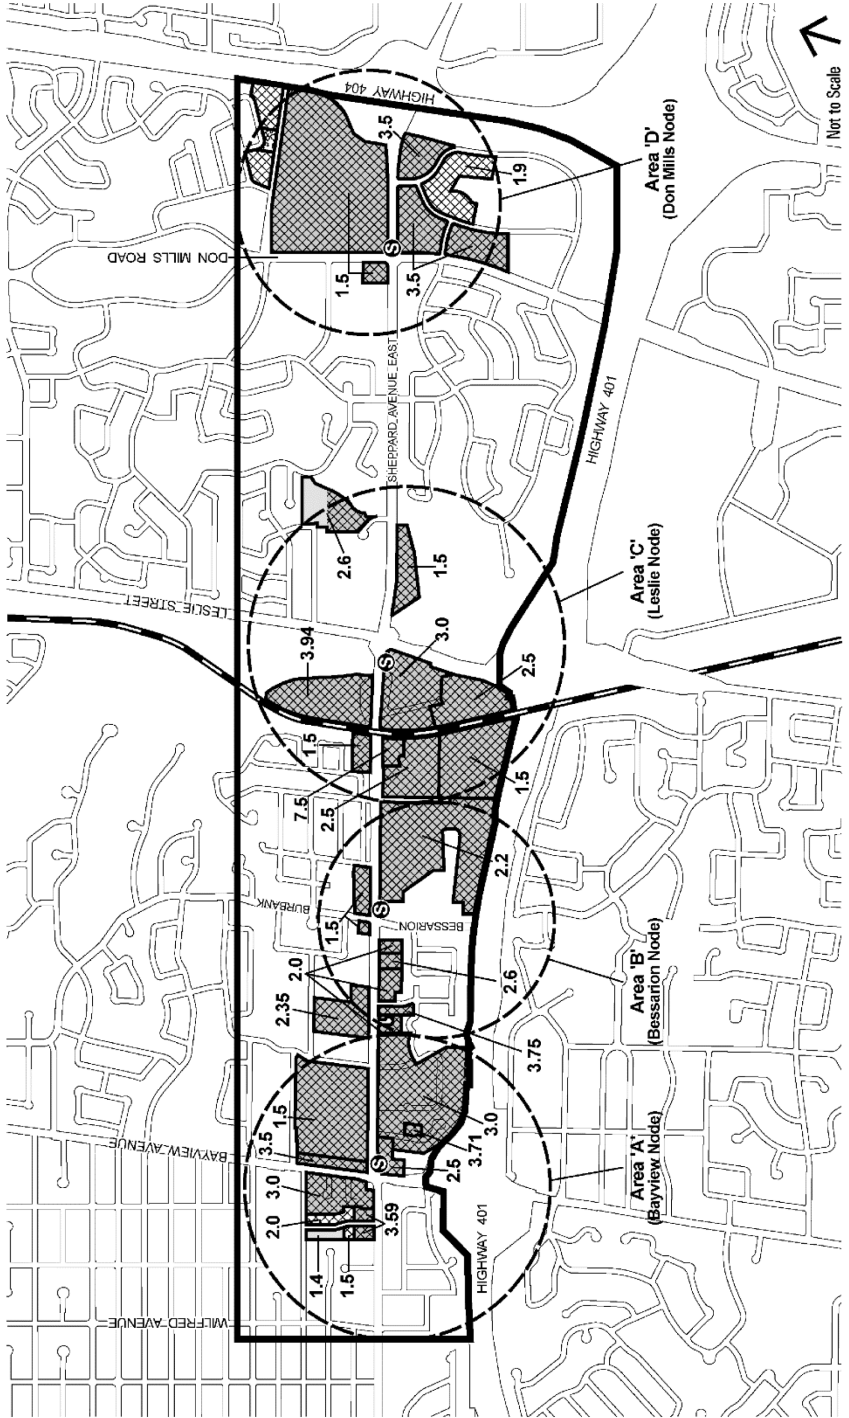 Not to Scale
HIGHWAY 404
3.5
1.9
Area 'D'
(Don Mills Node)
DON MILLS ROAD
1.5
S
3.5
SHEPPARD AVENUE EAST
HIGHWAY 401
2.6
1.5
Area 'C'
(Leslie Node)
LESLIE STREET
3.94
S
3.0
2.5
1.5
7.5
2.5
1.5
2.2
BURBANK
1.5
S
BESSARION
2.0
2.6
2.35
3.75
Area 'B'
(Bessarion Node)
BAYVIEW AVENUE
1.5
3.5
3.0
3.71
S
2.5
3.0
2.0
3.59
1.4
1.5
Area 'A'
(Bayview Node)
HIGHWAY 401
WILFRED AVENUE